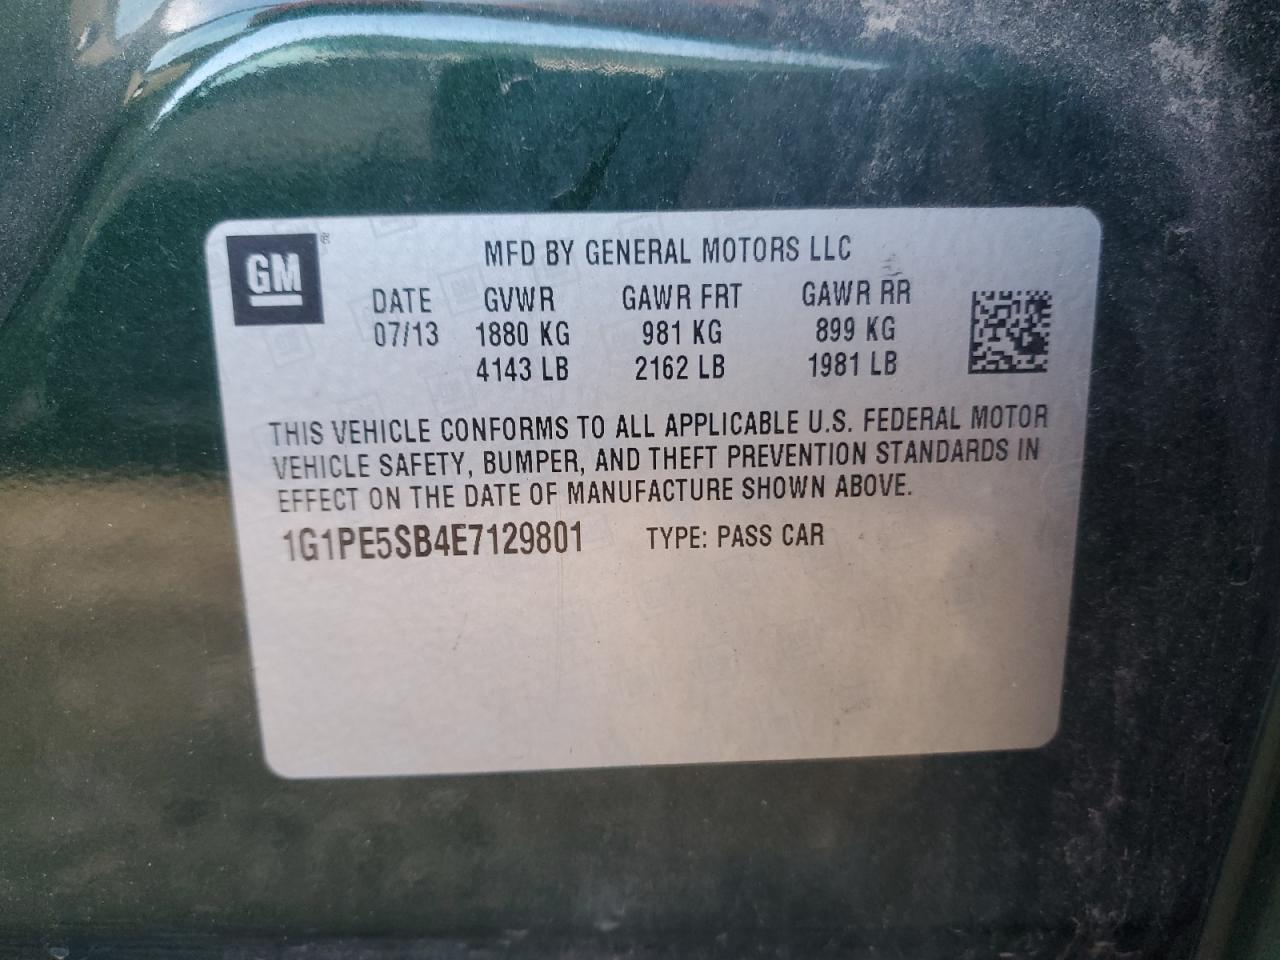 GM ®
MFD BY GENERAL MOTORS LLC
DATE GVWR GAWR FRT GAWR RR
07/13 1880 KG 981 KG 899 KG
4143 LB 2162 LB 1981 LB
THIS VEHICLE CONFORMS TO ALL APPLICABLE U.S. FEDERAL MOTOR
VEHICLE SAFETY, BUMPER, AND THEFT PREVENTION STANDARDS IN
EFFECT ON THE DATE OF MANUFACTURE SHOWN ABOVE.
1G1PE5SB4E7129801 TYPE: PASS CAR